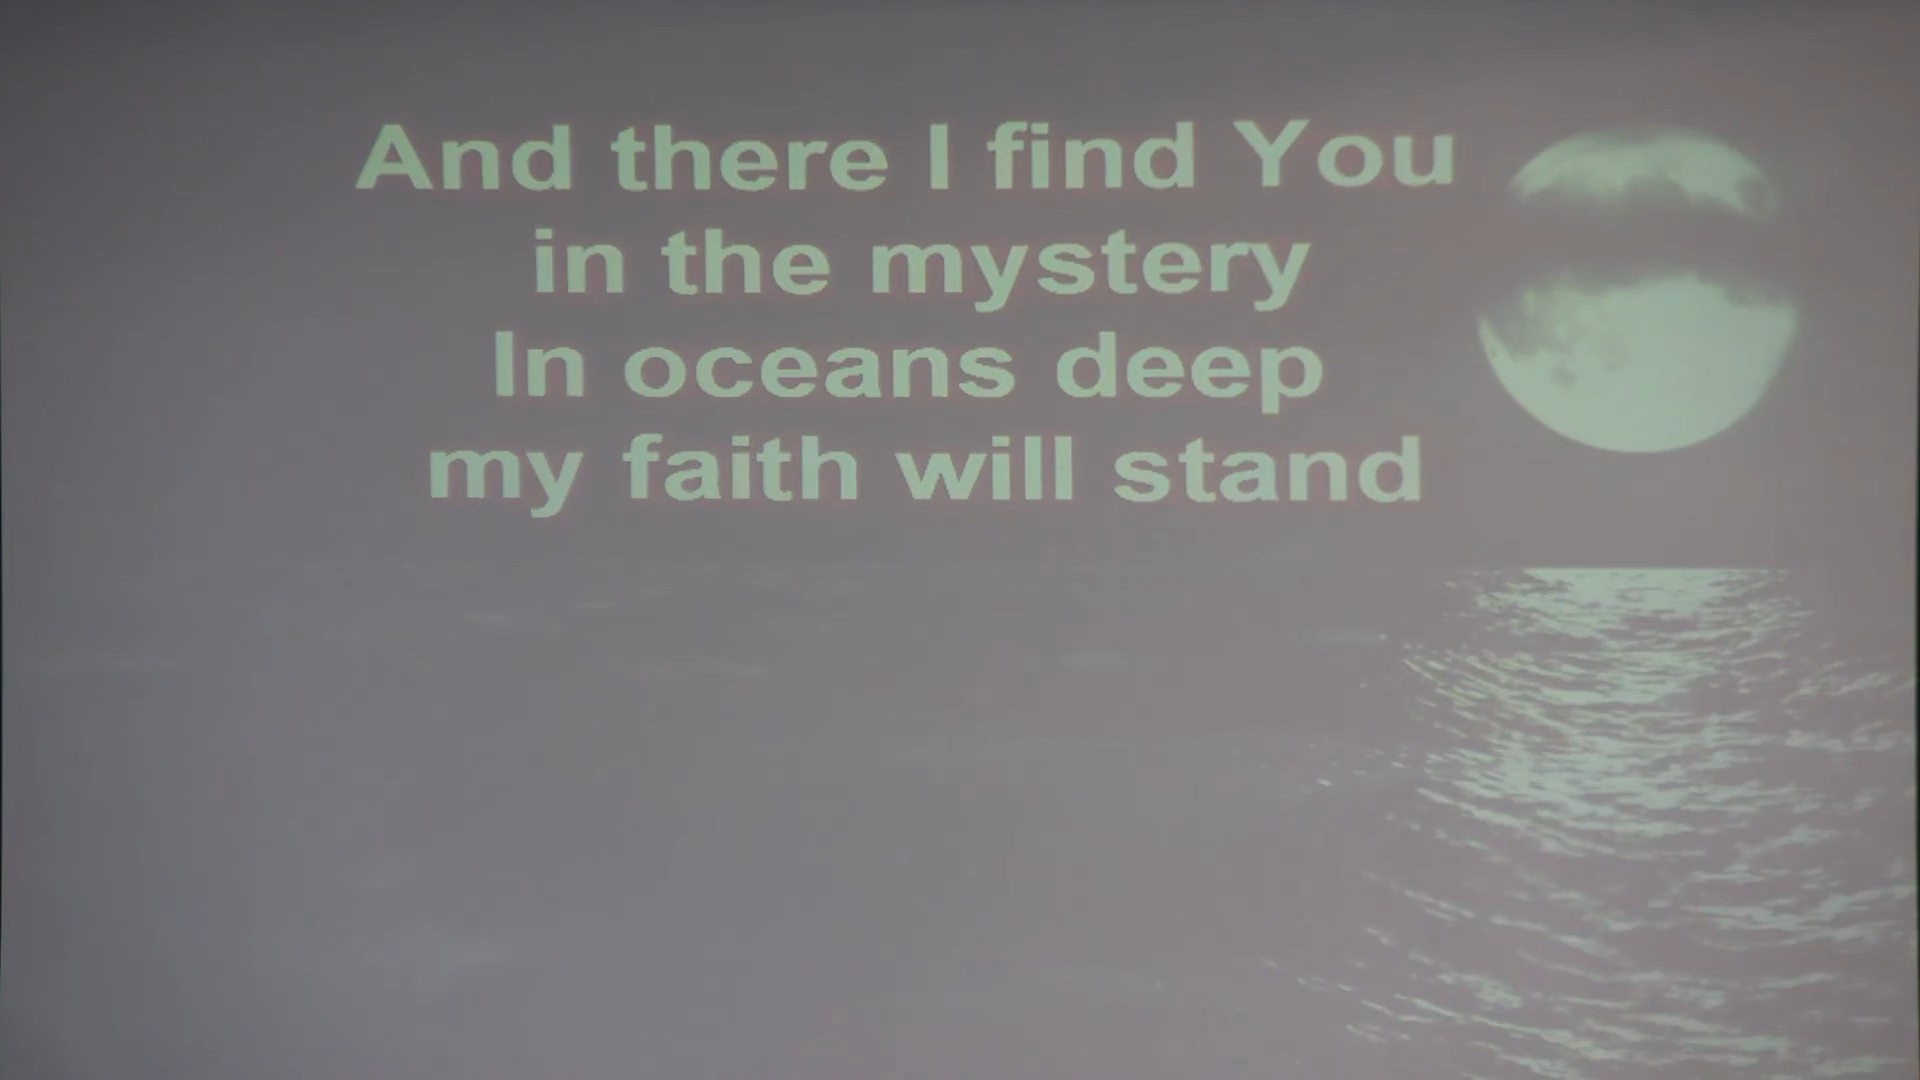 And there I find You
in the mystery
In oceans deep
my faith will stand